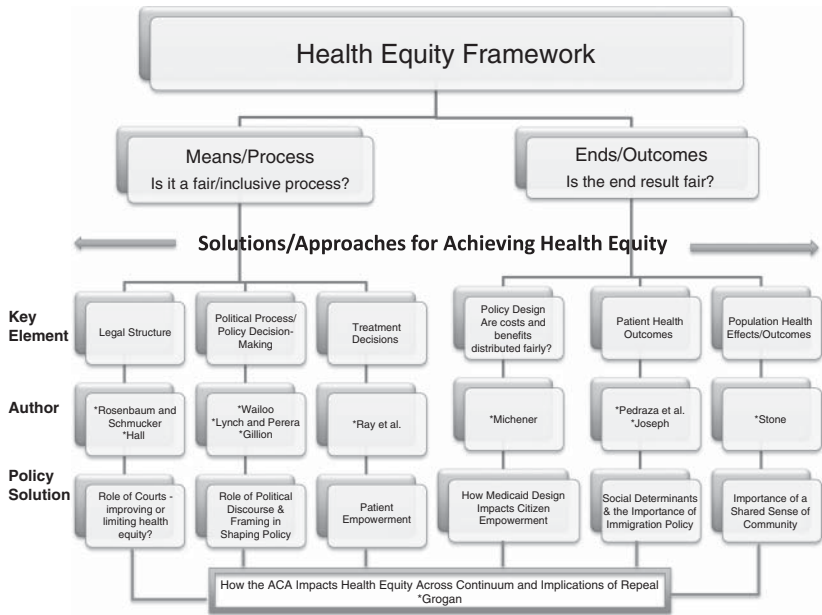 Health Equity Framework
Means/Process
Is it a fair/inclusive process?
Ends/Outcomes
Is the end result fair?
Solutions/Approaches for Achieving Health Equity
Key
Element
Legal Structure
Political Process/
Policy Decision-
Making
Treatment
Decisions
Policy Design
Are costs and
benefits
distributed fairly?
Patient Health
Outcomes
Population Health
Effects/Outcomes
Author
*Rosenbaum and
Schmucker
*Hall
*Wailoo
*Lynch and Perera
*Gillion
*Ray et al.
*Michener
*Pedraza et al.
*Joseph
*Stone
Policy
Solution
Role of Courts -
improving or
limiting health
equity?
Role of Political
Discourse &
Framing in
Shaping Policy
Patient
Empowerment
How Medicaid Design
Impacts Citizen
Empowerment
Social Determinants
& the Importance of
Immigration Policy
Importance of a
Shared Sense of
Community
How the ACA Impacts Health Equity Across Continuum and Implications of Repeal
*Grogan